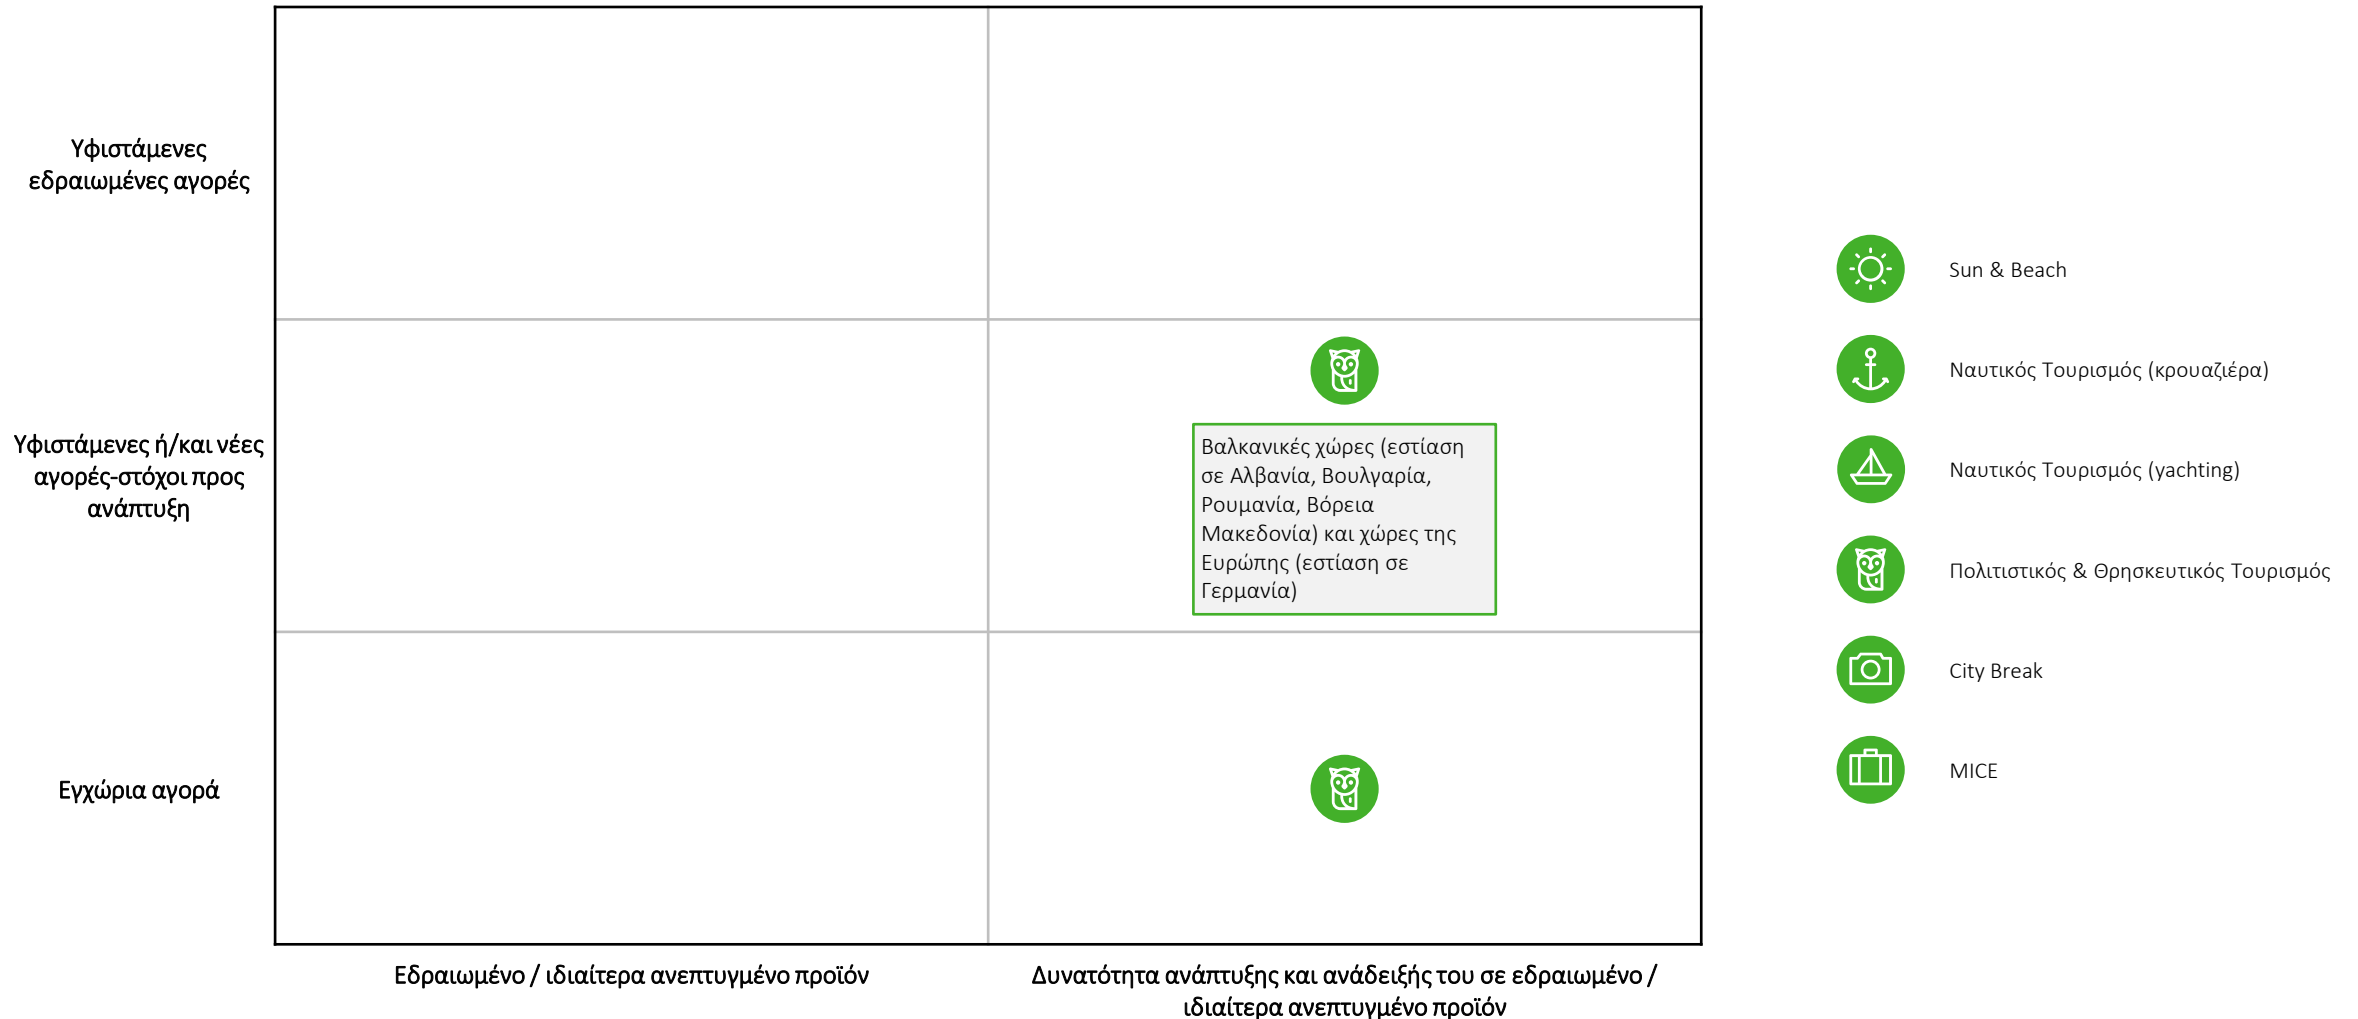 Υφιστάμενες
εδραιωμένες αγορές
Υφιστάμενες ή/και νέες
αγορές-στόχοι προς
ανάπτυξη
Βαλκανικές χώρες (εστίαση
σε Αλβανία, Βουλγαρία,
Ρουμανία, Βόρεια
Μακεδονία) και χώρες της
Ευρώπης (εστίαση σε
Γερμανία)
Εγχώρια αγορά
Εδραιωμένο / ιδιαίτερα ανεπτυγμένο προϊόν
Δυνατότητα ανάπτυξης και ανάδειξής του σε εδραιωμένο /
ιδιαίτερα ανεπτυγμένο προϊόν
Sun & Beach
Ναυτικός Τουρισμός (κρουαζιέρα)
Ναυτικός Τουρισμός (yachting)
Πολιτιστικός & Θρησκευτικός Τουρισμός
City Break
MICE